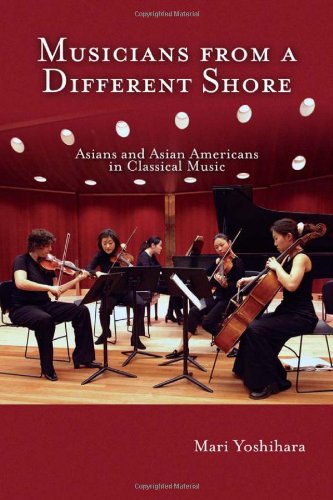 Musicians from a
Different Shore
Asians and Asian Americans
in Classical Music
Mari Yoshihara